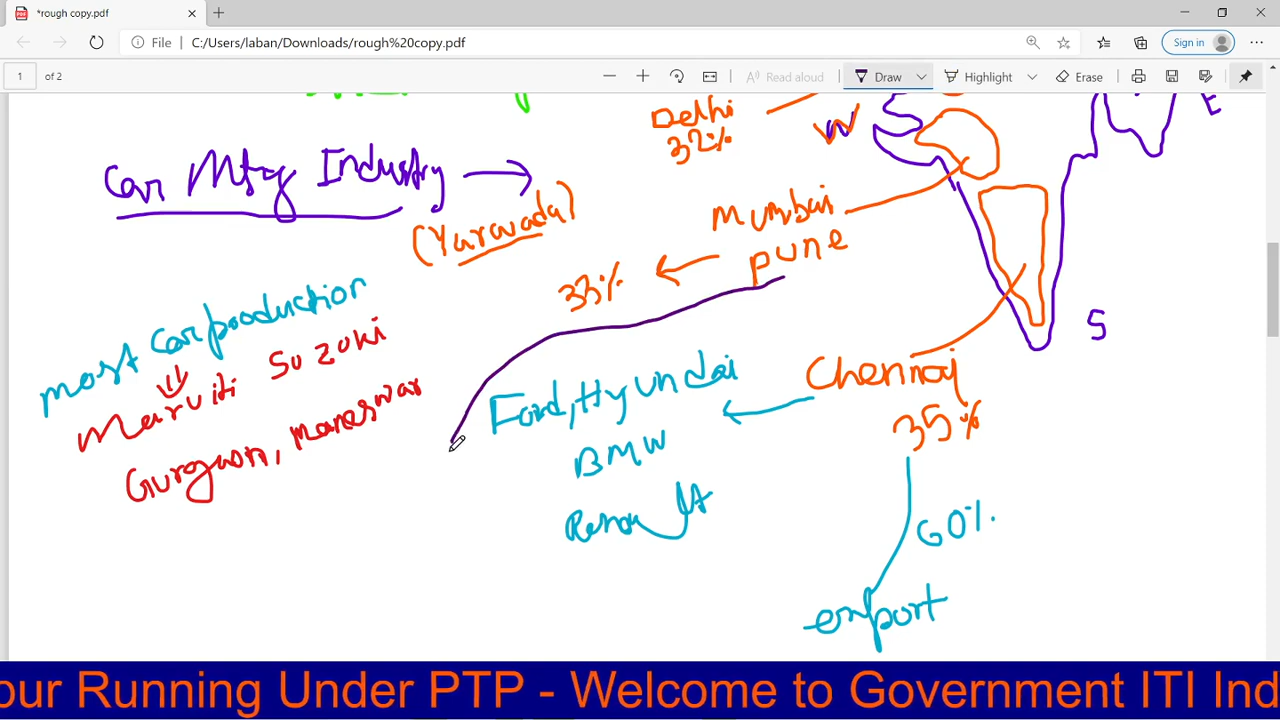 *rough copy.pdf
File
C:/Users/laban/Downloads/rough%20copy.pdf
Sign in
1
of 2
Read aloud
Draw
Highlight
Erase
Delhi
32%
W
E
Car Mfg Industry
(Yarwada)
Mumbai
pune
33%
S
most car production
Maruti Suzuki
Gurgaon, maneswar
Chennai
35%
Ford, Hyundai
BMW
Renault
60%
export
our Running Under PTP - Welcome to Government ITI Ind